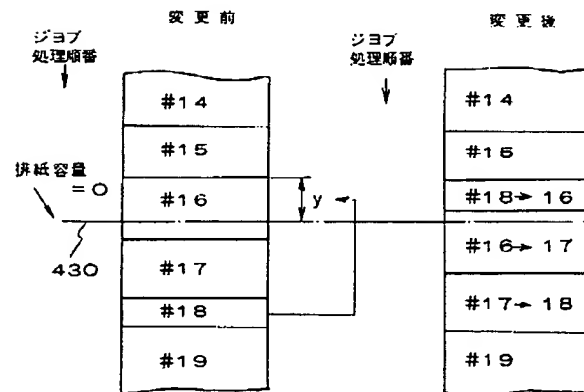 変更前
ジョブ
処理順番
#14
#15
排紙容量
=0
#16
y
430
#17
#18
#19
変更後
ジョブ
処理順番
#14
#15
#18→16
#16→17
#17→18
#19